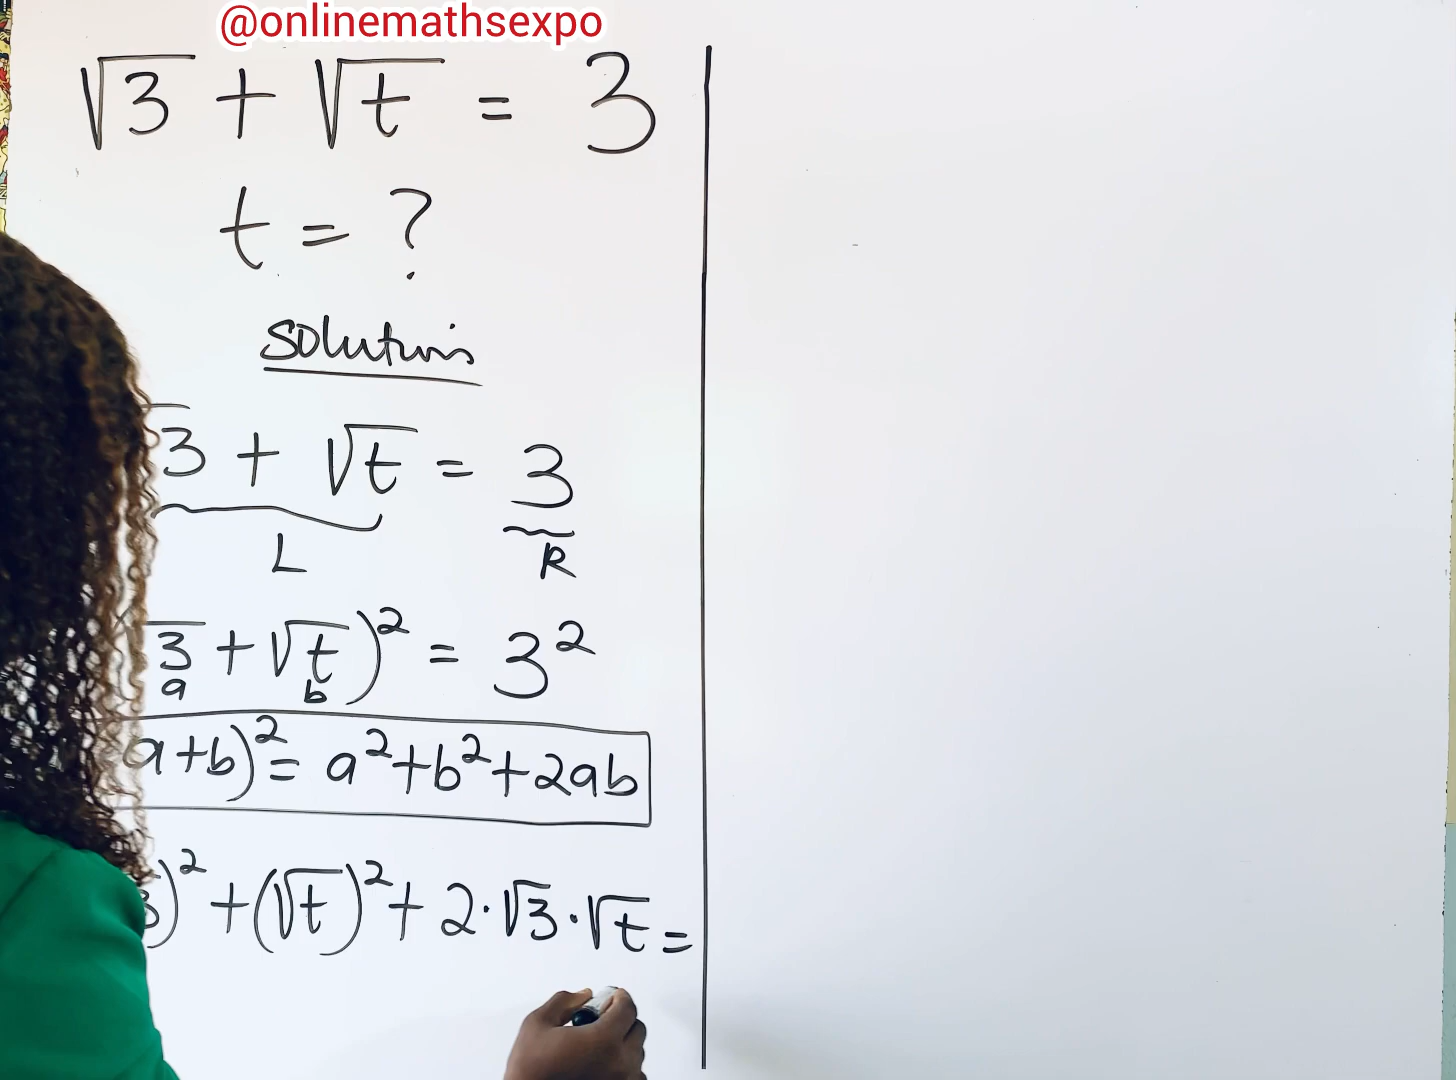 @onlinemathsexpo
√3 + √t = 3
t = ?
Solutions
3 + √t = 3
L R
3 + √t)² = 3²
a b
a+b)² = a²+b²+2ab
)² + (√t)² + 2·√3·√t =